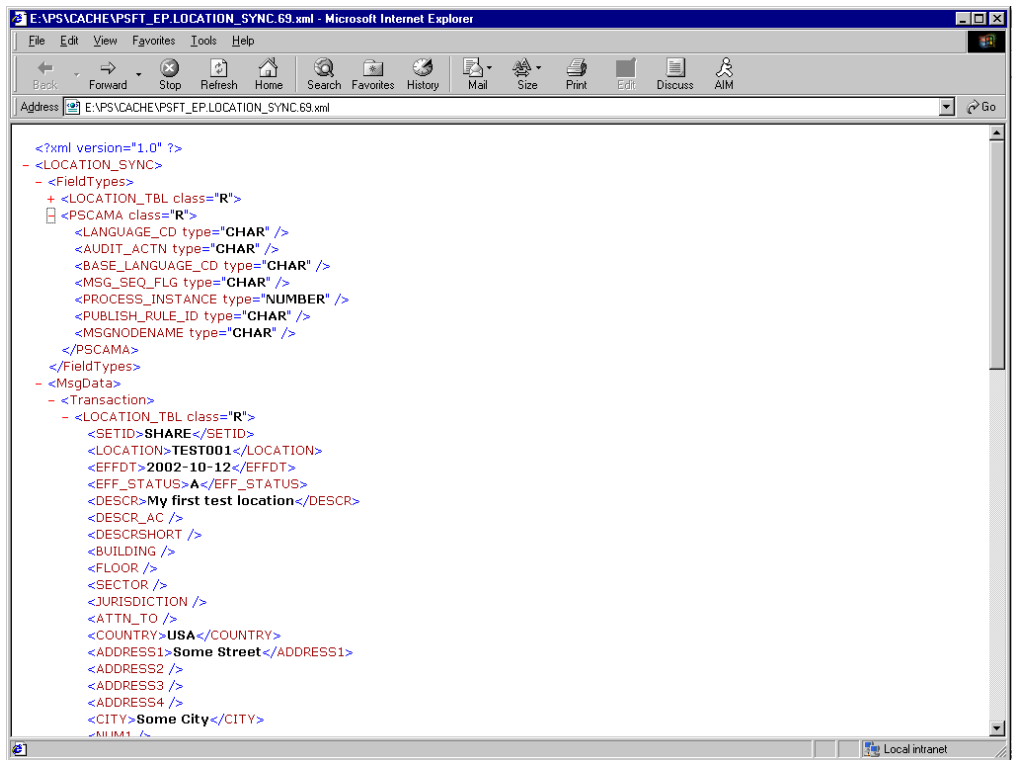 E:\PS\CACHE\PSFT_EP.LOCATION_SYNC.69.xml - Microsoft Internet Explorer
File Edit View Favorites Tools Help
Back Forward Stop Refresh Home Search Favorites History Mail Size Print Edit Discuss AIM
Address E:\PS\CACHE\PSFT_EP.LOCATION_SYNC.69.xml Go
<?xml version="1.0" ?>
- <LOCATION_SYNC>
- <FieldTypes>
+ <LOCATION_TBL class="R">
- <PSCAMA class="R">
<LANGUAGE_CD type="CHAR" />
<AUDIT_ACTN type="CHAR" />
<BASE_LANGUAGE_CD type="CHAR" />
<MSG_SEQ_FLG type="CHAR" />
<PROCESS_INSTANCE type="NUMBER" />
<PUBLISH_RULE_ID type="CHAR" />
<MSGNODENAME type="CHAR" />
</PSCAMA>
</FieldTypes>
- <MsgData>
- <Transaction>
- <LOCATION_TBL class="R">
<SETID>SHARE</SETID>
<LOCATION>TEST001</LOCATION>
<EFFDT>2002-10-12</EFFDT>
<EFF_STATUS>A</EFF_STATUS>
<DESCR>My first test location</DESCR>
<DESCR_AC />
<DESCRSHORT />
<BUILDING />
<FLOOR />
<SECTOR />
<JURISDICTION />
<ATTN_TO />
<COUNTRY>USA</COUNTRY>
<ADDRESS1>Some Street</ADDRESS1>
<ADDRESS2 />
<ADDRESS3 />
<ADDRESS4 />
<CITY>Some City</CITY>
<NUM1 />
Local intranet